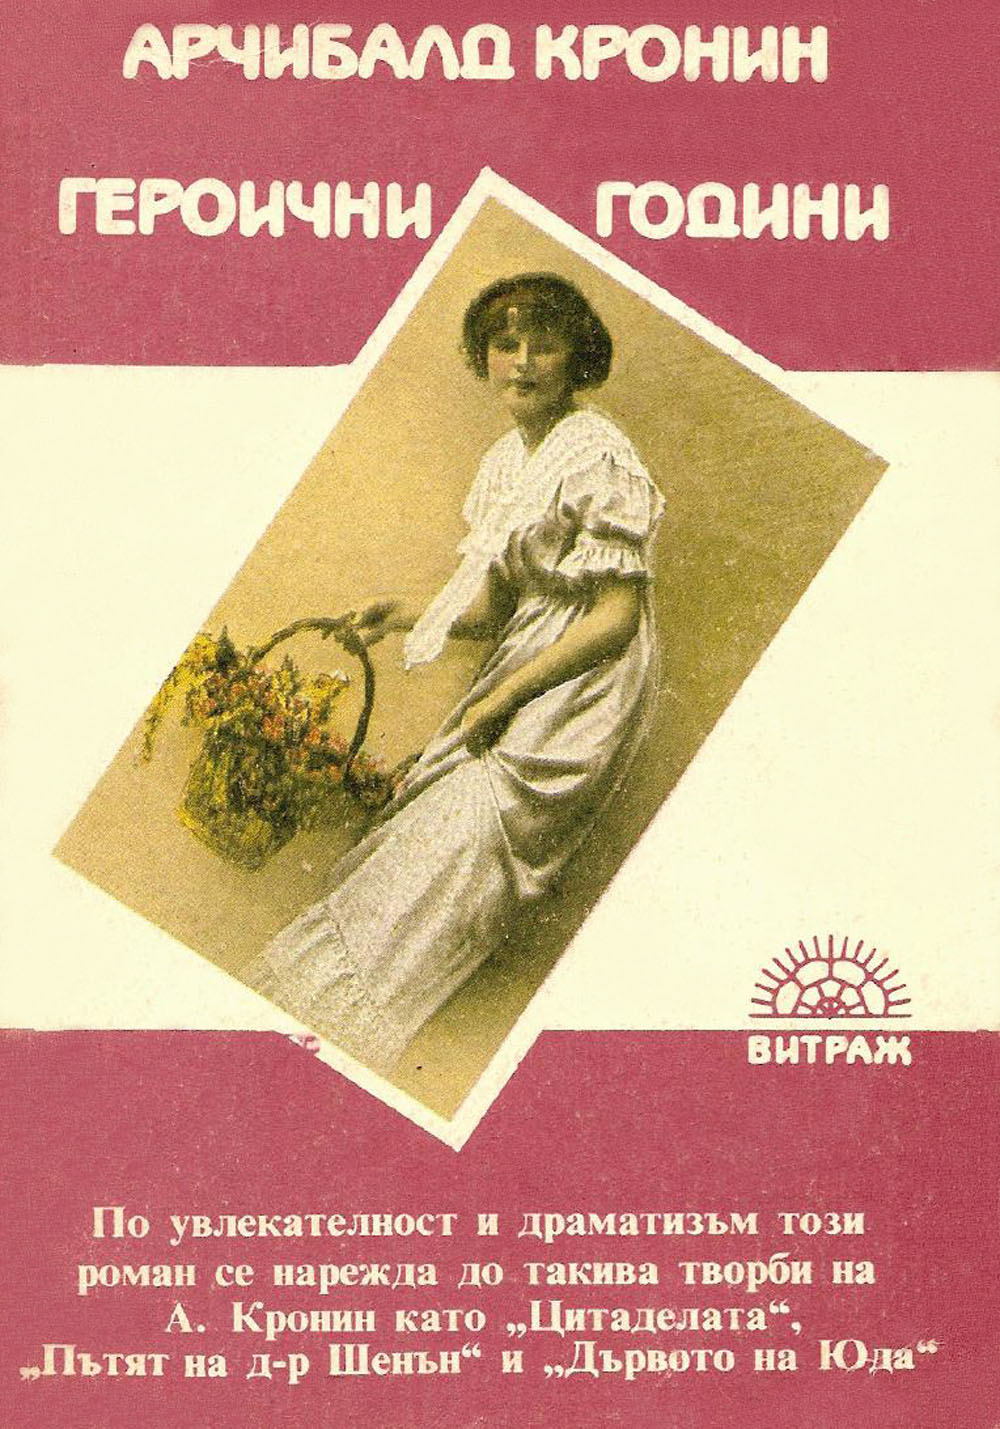 АРЧИБАЛД КРОНИН
ГЕРОИЧНИ ГОДИНИ
ВИТРАЖ
По увлекателност и драматизъм този
роман се нарежда до такива творби на
А. Кронин като „Цитаделата“,
„Пътят на д-р Шенън“ и „Дървото на Юда“